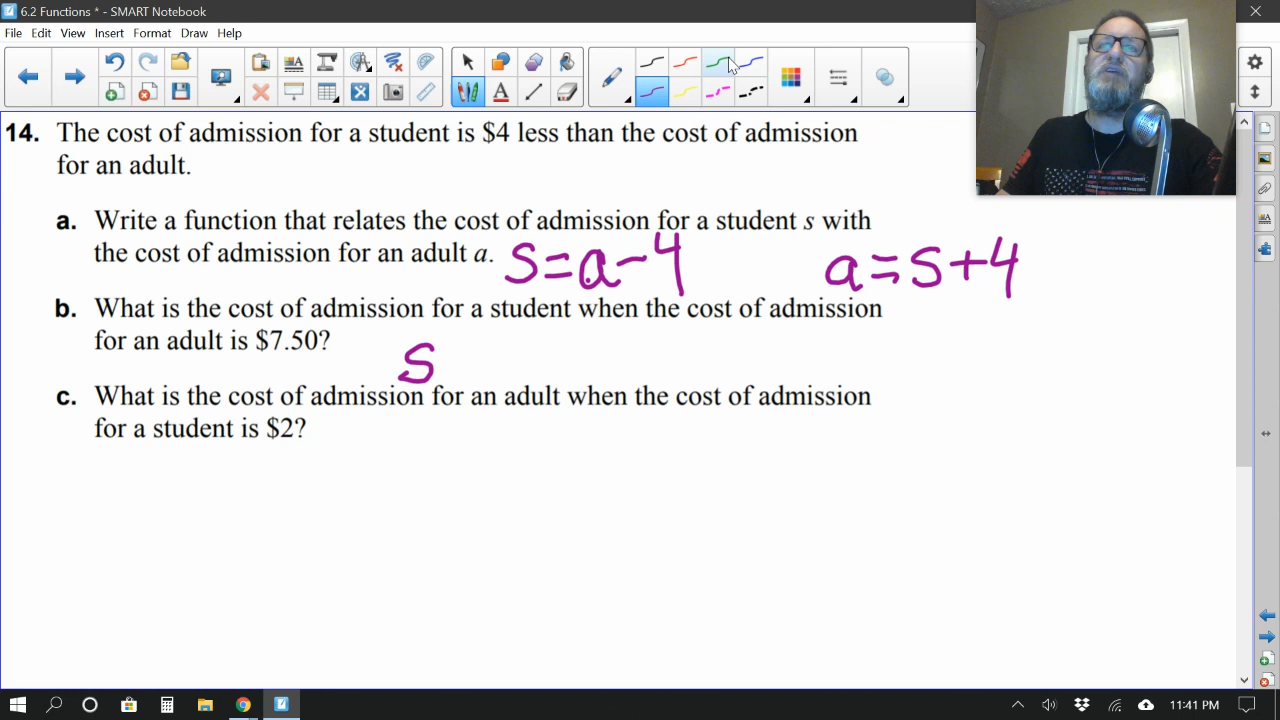 6.2 Functions * - SMART Notebook
File Edit View Insert Format Draw Help
14. The cost of admission for a student is $4 less than the cost of admission
for an adult.
a. Write a function that relates the cost of admission for a student s with
the cost of admission for an adult a. s=a-4 a=s+4
b. What is the cost of admission for a student when the cost of admission
for an adult is $7.50?
s
c. What is the cost of admission for an adult when the cost of admission
for a student is $2?
11:41 PM